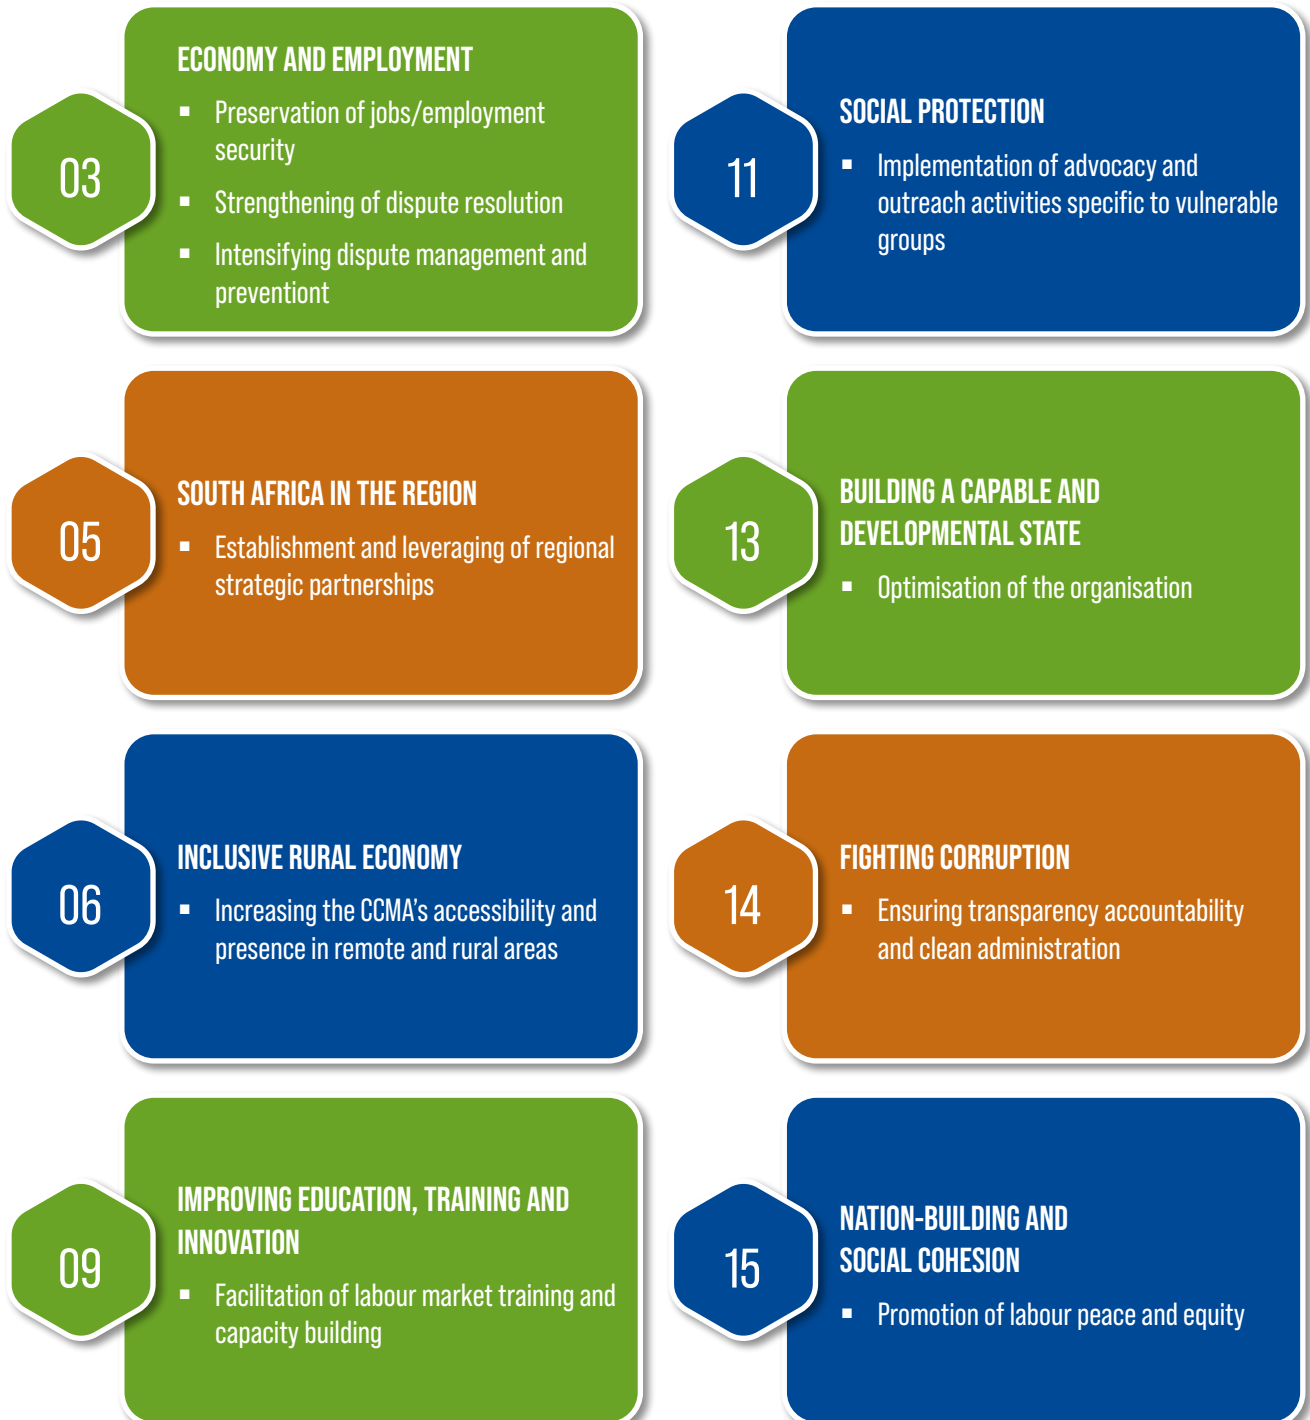 03
ECONOMY AND EMPLOYMENT
▪ Preservation of jobs/employment
security
▪ Strengthening of dispute resolution
▪ Intensifying dispute management and
preventiont
05
SOUTH AFRICA IN THE REGION
▪ Establishment and leveraging of regional
strategic partnerships
06
INCLUSIVE RURAL ECONOMY
▪ Increasing the CCMA's accessibility and
presence in remote and rural areas
09
IMPROVING EDUCATION, TRAINING AND
INNOVATION
▪ Facilitation of labour market training and
capacity building
11
SOCIAL PROTECTION
▪ Implementation of advocacy and
outreach activities specific to vulnerable
groups
13
BUILDING A CAPABLE AND
DEVELOPMENTAL STATE
▪ Optimisation of the organisation
14
FIGHTING CORRUPTION
▪ Ensuring transparency accountability
and clean administration
15
NATION-BUILDING AND
SOCIAL COHESION
▪ Promotion of labour peace and equity